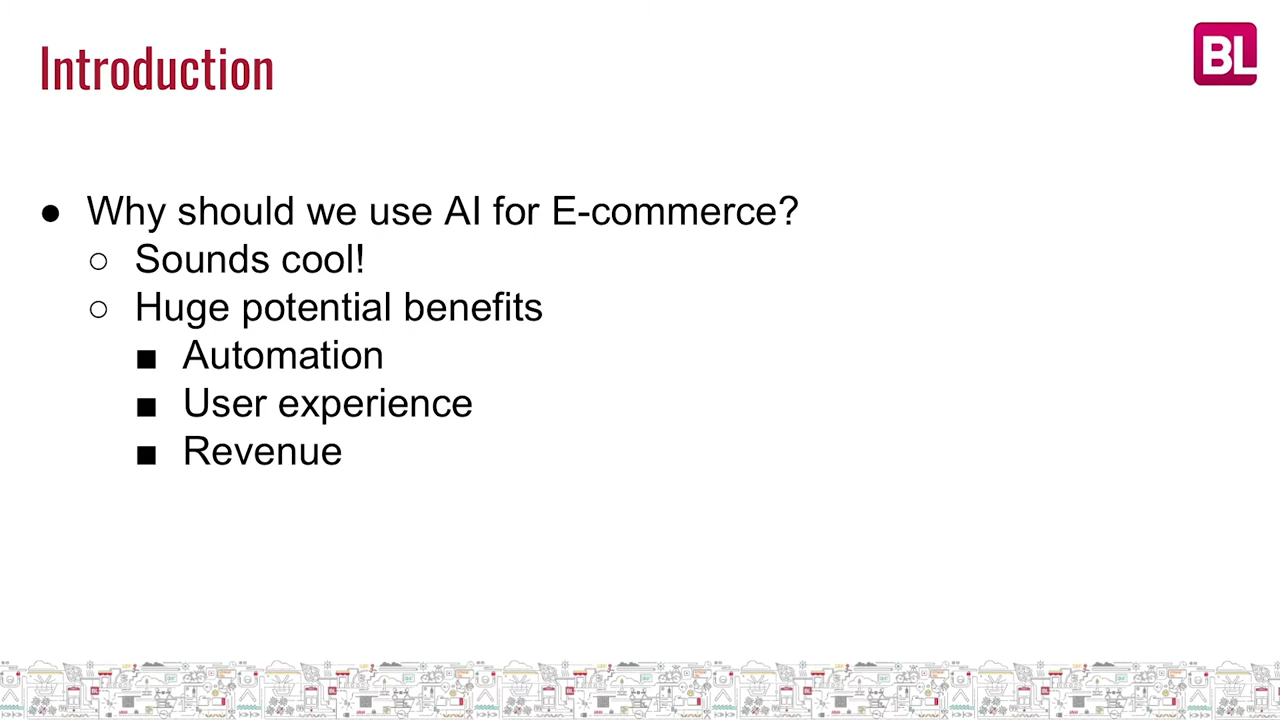 Introduction
BL
● Why should we use AI for E-commerce?
○ Sounds cool!
○ Huge potential benefits
■ Automation
■ User experience
■ Revenue